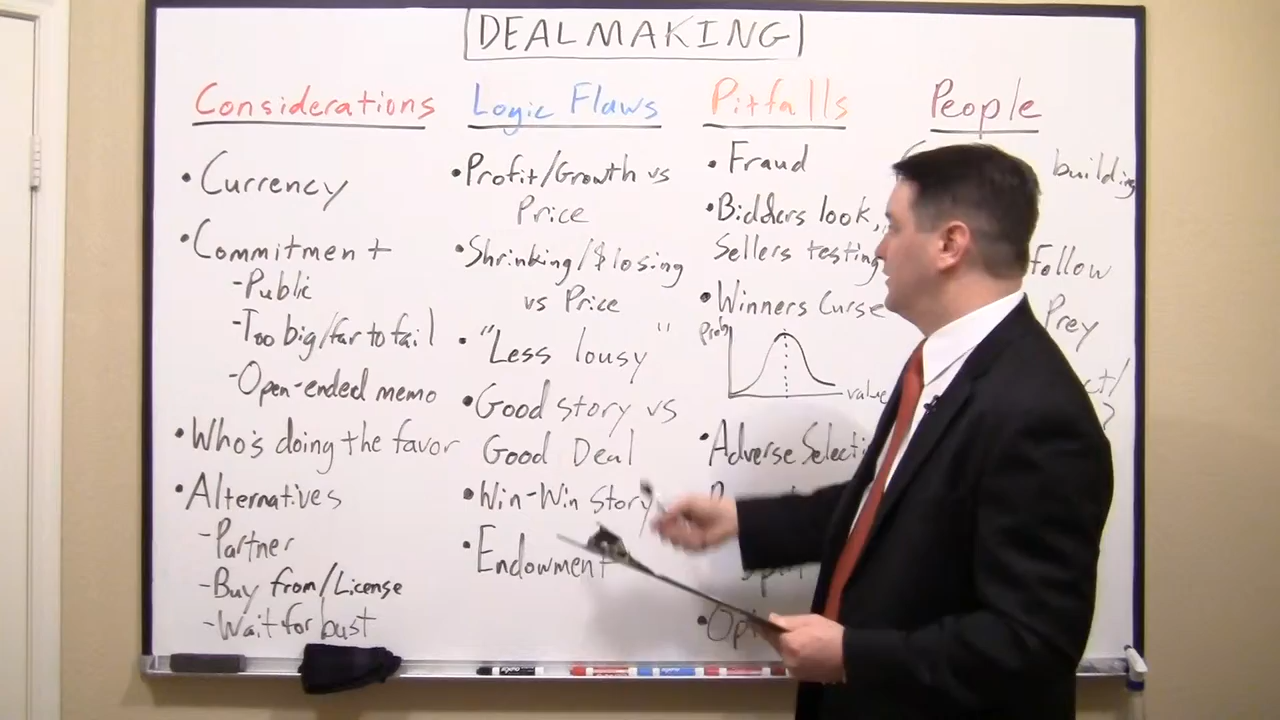 DEALMAKING
Considerations
• Currency
• Commitment
-Public
-Too big/far to fail
-Open-ended memo
• Who's doing the favor
• Alternatives
-Partner
-Buy from/License
-Wait for bust
Logic Flaws
• Profit/Growth vs
Price
• Shrinking/$ losing
vs Price
• "Less lousy"
• Good story vs
Good Deal
• Win-Win Story
• Endowment
Pitfalls
• Fraud
• Bidders look,
Sellers testing
• Winners Curse
Prob
value
• Adverse Selecti
People
building
follow
Prey